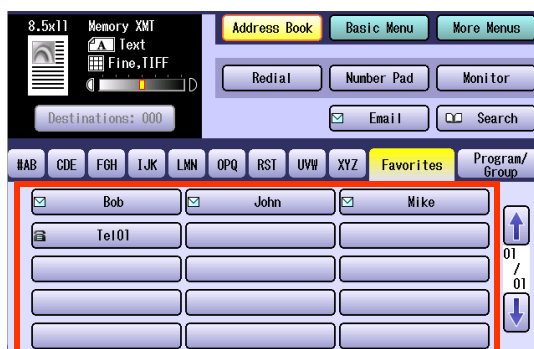 8.5x11 Memory XMT
A Text
Fine,TIFF
D
Destinations: 000
Address Book Basic Menu More Menus
Redial Number Pad Monitor
Email Search
#AB CDE FGH IJK LMN OPQ RST UVW XYZ Favorites Program/
Group
Bob John Mike
Tel01
01
/
01